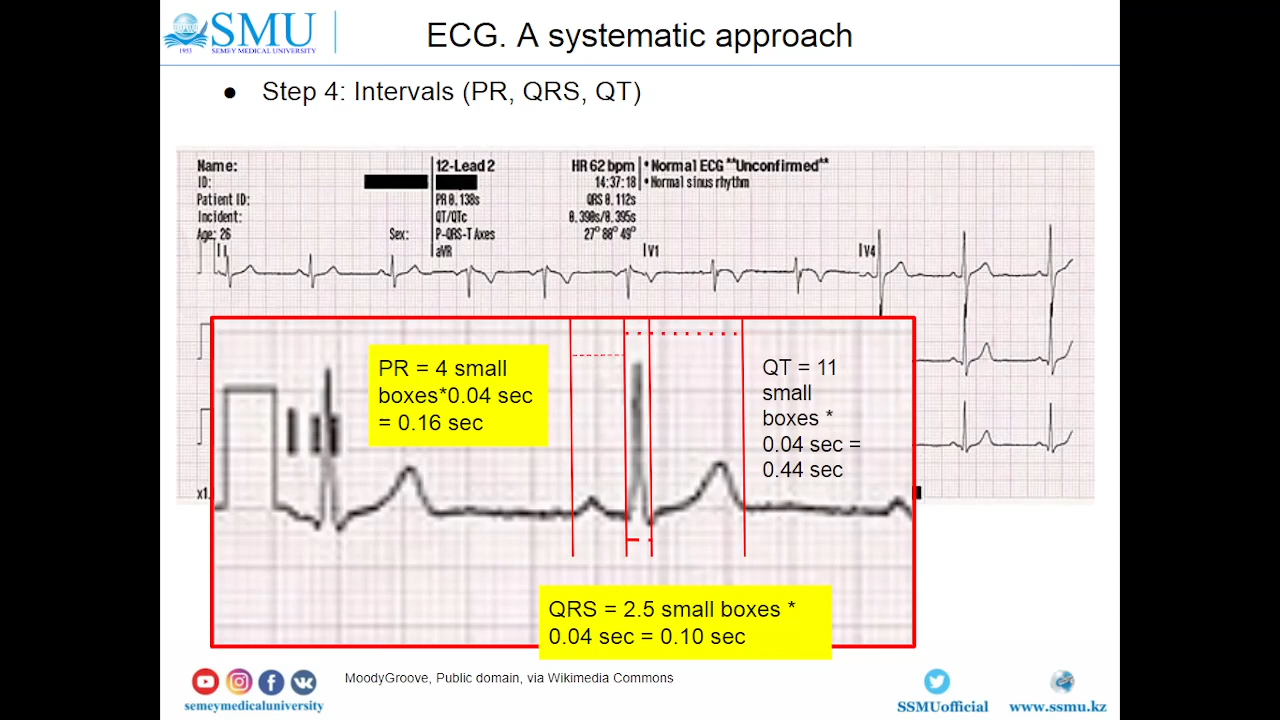 SMU
SEMEY MEDICAL UNIVERSITY
1953
ECG. A systematic approach
● Step 4: Intervals (PR, QRS, QT)
Name: 12-Lead 2 HR 62 bpm • Normal ECG **Unconfirmed**
ID: 14:37:18 • Normal sinus rhythm
Patient ID: PR 0.138s QRS 0.112s
Incident: QT/QTc 0.390s/0.395s
Age: 26 Sex: P-QRS-T Axes 27° 80° 49°
I aVR V1 V4
PR = 4 small
boxes*0.04 sec
= 0.16 sec
QT = 11
small
boxes *
0.04 sec =
0.44 sec
III
x1.
QRS = 2.5 small boxes *
0.04 sec = 0.10 sec
MoodyGroove, Public domain, via Wikimedia Commons
semeymedicaluniversity
SSMUofficial
www.ssmu.kz